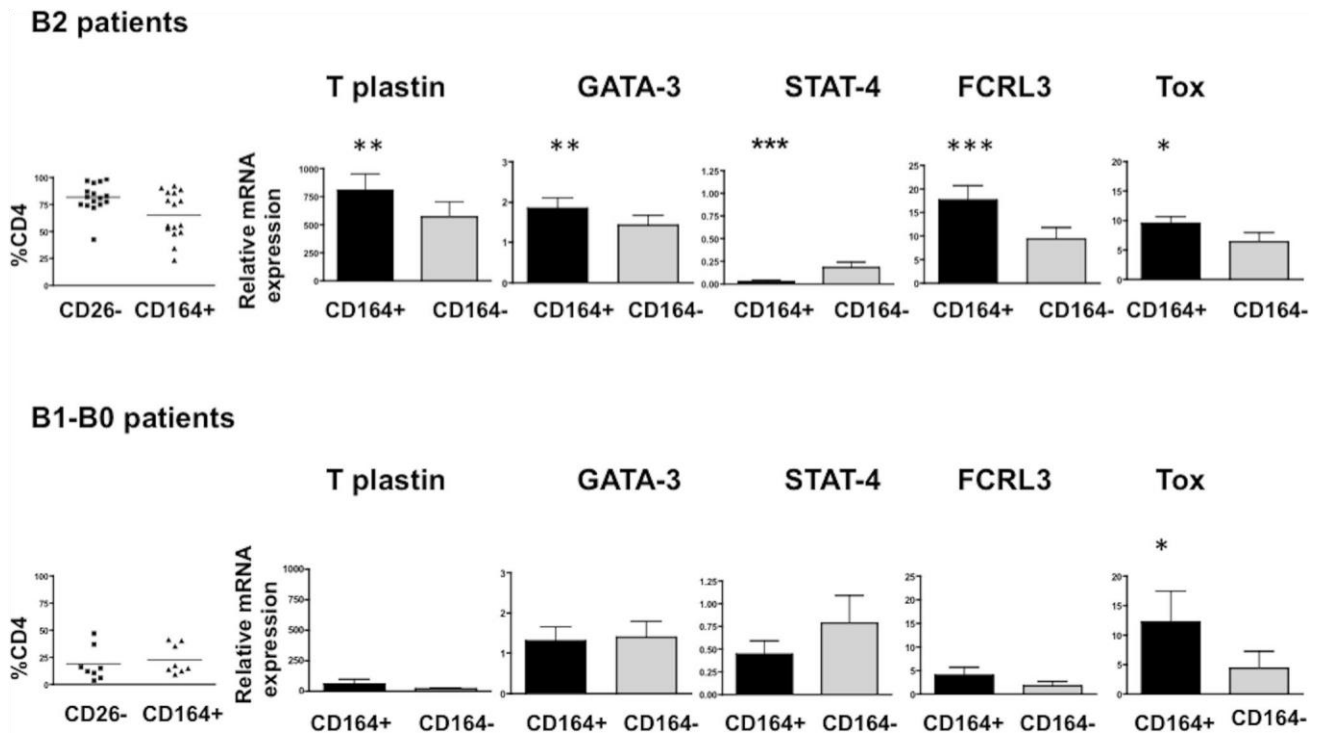 B2 patients
T plastin GATA-3 STAT-4 FCRL3 Tox
** ** *** *** *
%CD4
100
75
50
25
0
CD26- CD164+
Relative mRNA
expression
1000
750
500
250
0
CD164+ CD164-
3
2
1
0
CD164+ CD164-
1.25
1.00
0.75
0.50
0.25
0.00
CD164+ CD164-
25
20
15
10
5
0
CD164+ CD164-
20
15
10
5
0
CD164+ CD164-
B1-B0 patients
T plastin GATA-3 STAT-4 FCRL3 Tox
*
%CD4
100
75
50
25
0
CD26- CD164+
Relative mRNA
expression
1000
750
500
250
0
CD164+ CD164-
3
2
1
0
CD164+ CD164-
1.25
1.00
0.75
0.50
0.25
0.00
CD164+ CD164-
25
20
15
10
5
0
CD164+ CD164-
20
15
10
5
0
CD164+ CD164-